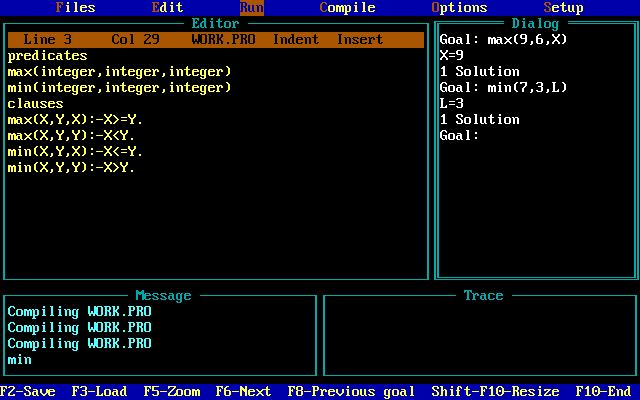 Files Edit Run Compile Options Setup
Editor
Line 3 Col 29 WORK.PRO Indent Insert
predicates
max(integer,integer,integer)
min(integer,integer,integer)
clauses
max(X,Y,X):-X>=Y.
max(X,Y,Y):-X<Y.
min(X,Y,X):-X<=Y.
min(X,Y,Y):-X>Y.
Dialog
Goal: max(9,6,X)
X=9
1 Solution
Goal: min(7,3,L)
L=3
1 Solution
Goal:
Message
Compiling WORK.PRO
Compiling WORK.PRO
Compiling WORK.PRO
min
Trace
F2-Save F3-Load F5-Zoom F6-Next F8-Previous goal Shift-F10-Resize F10-End